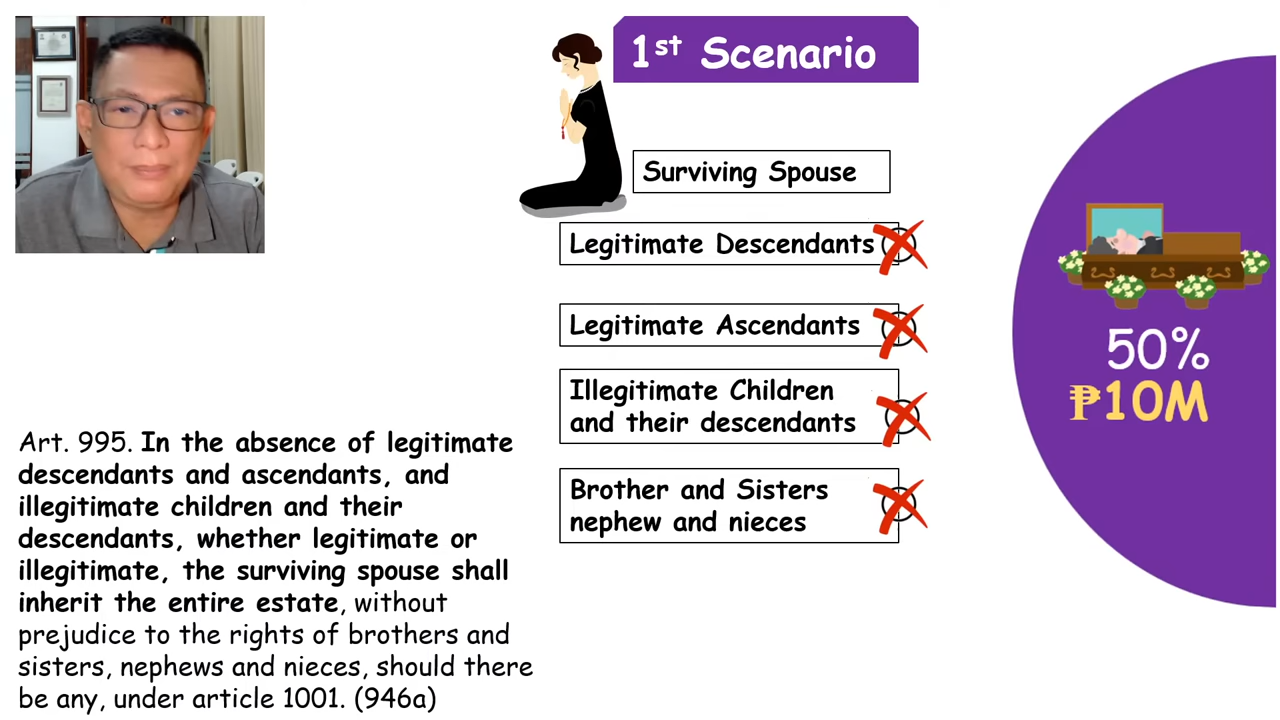 1st Scenario
Surviving Spouse
Legitimate Descendants
Legitimate Ascendants
Illegitimate Children
and their descendants
Brother and Sisters
nephew and nieces
50%
₱10M
Art. 995. In the absence of legitimate
descendants and ascendants, and
illegitimate children and their
descendants, whether legitimate or
illegitimate, the surviving spouse shall
inherit the entire estate, without
prejudice to the rights of brothers and
sisters, nephews and nieces, should there
be any, under article 1001. (946a)